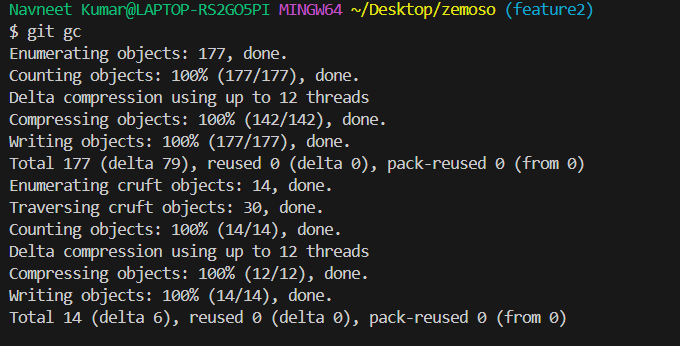 Navneet Kumar@LAPTOP-RS2GO5PI MINGW64 ~/Desktop/zemoso (feature2)
$ git gc
Enumerating objects: 177, done.
Counting objects: 100% (177/177), done.
Delta compression using up to 12 threads
Compressing objects: 100% (142/142), done.
Writing objects: 100% (177/177), done.
Total 177 (delta 79), reused 0 (delta 0), pack-reused 0 (from 0)
Enumerating cruft objects: 14, done.
Traversing cruft objects: 30, done.
Counting objects: 100% (14/14), done.
Delta compression using up to 12 threads
Compressing objects: 100% (12/12), done.
Writing objects: 100% (14/14), done.
Total 14 (delta 6), reused 0 (delta 0), pack-reused 0 (from 0)